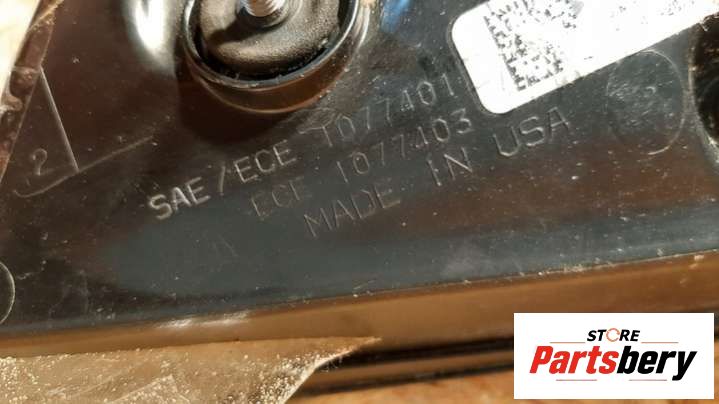 2
SAE/ECE 1077401
ECE 1077403
MADE IN USA
STORE
Partsbery